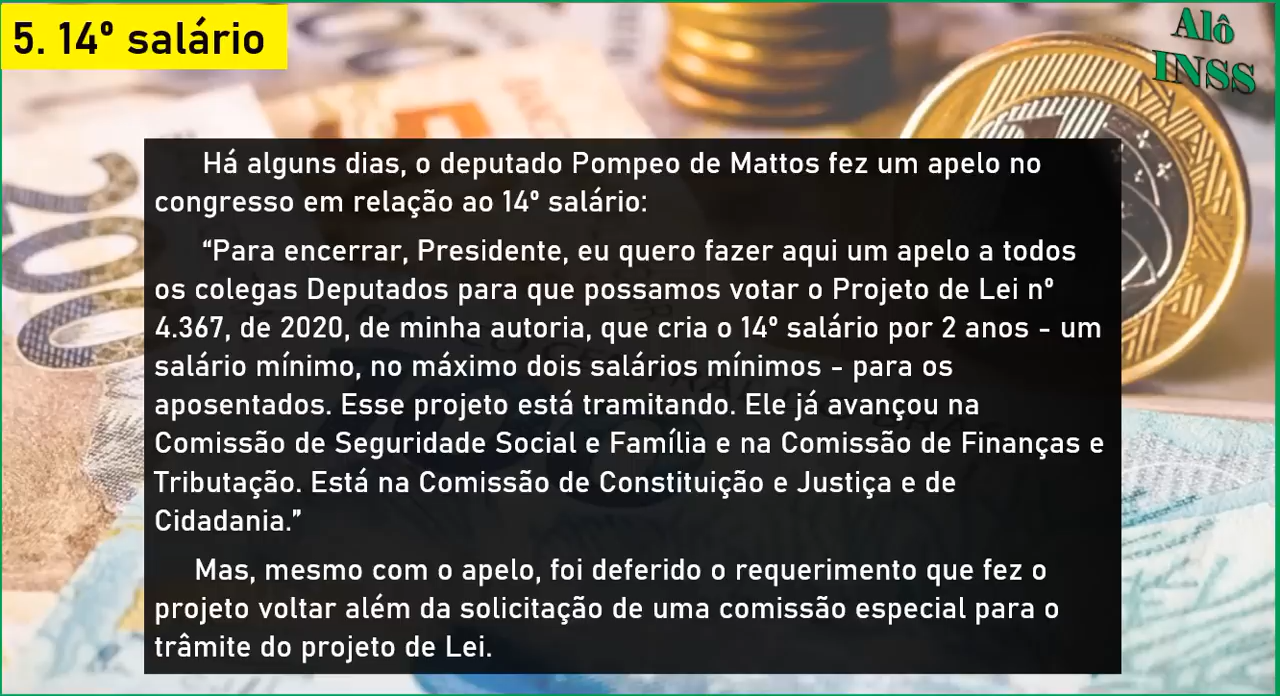 5. 14º salário
Alô
INSS
Há alguns dias, o deputado Pompeo de Mattos fez um apelo no
congresso em relação ao 14º salário:
“Para encerrar, Presidente, eu quero fazer aqui um apelo a todos
os colegas Deputados para que possamos votar o Projeto de Lei nº
4.367, de 2020, de minha autoria, que cria o 14º salário por 2 anos - um
salário mínimo, no máximo dois salários mínimos - para os
aposentados. Esse projeto está tramitando. Ele já avançou na
Comissão de Seguridade Social e Família e na Comissão de Finanças e
Tributação. Está na Comissão de Constituição e Justiça e de
Cidadania.”
Mas, mesmo com o apelo, foi deferido o requerimento que fez o
projeto voltar além da solicitação de uma comissão especial para o
trâmite do projeto de Lei.
200